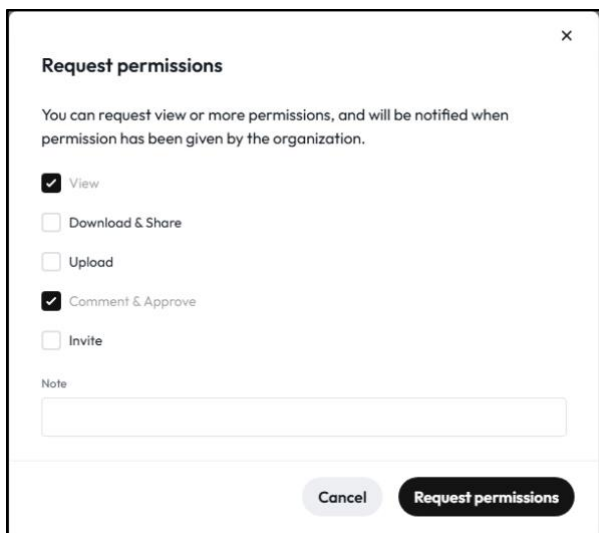 Request permissions
You can request view or more permissions, and will be notified when
permission has been given by the organization.
View
Download & Share
Upload
Comment & Approve
Invite
Note
Cancel
Request permissions